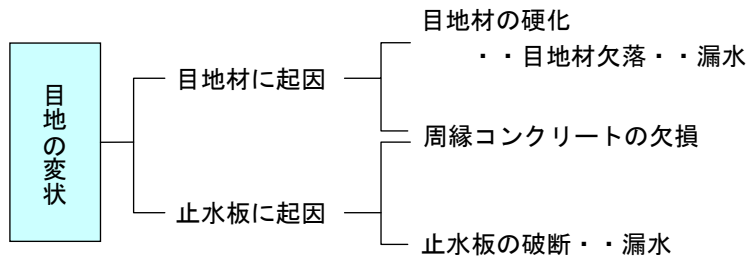 目地の変状
目地材に起因
目地材の硬化
・・目地材欠落・・漏水
周縁コンクリートの欠損
止水板に起因
止水板の破断・・漏水